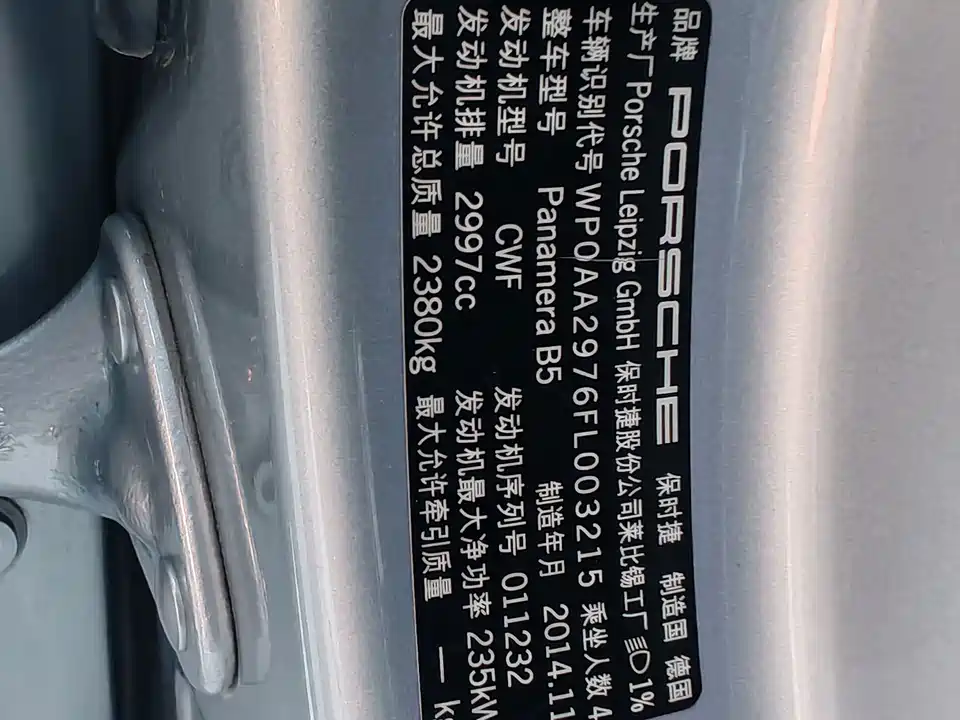 品牌 PORSCHE 保时捷 制造国 德国
生产厂 Porsche Leipzig GmbH 保时捷股份公司莱比锡工厂 1%
车辆识别代号 WP0AA2976FL003215 乘坐人数 4
整车型号 Panamera B5 制造年月 2014.11
发动机型号 CWF 发动机序列号 011232
发动机排量 2997cc 发动机最大净功率 235kW
最大允许总质量 2380kg 最大允许牵引质量 — kg